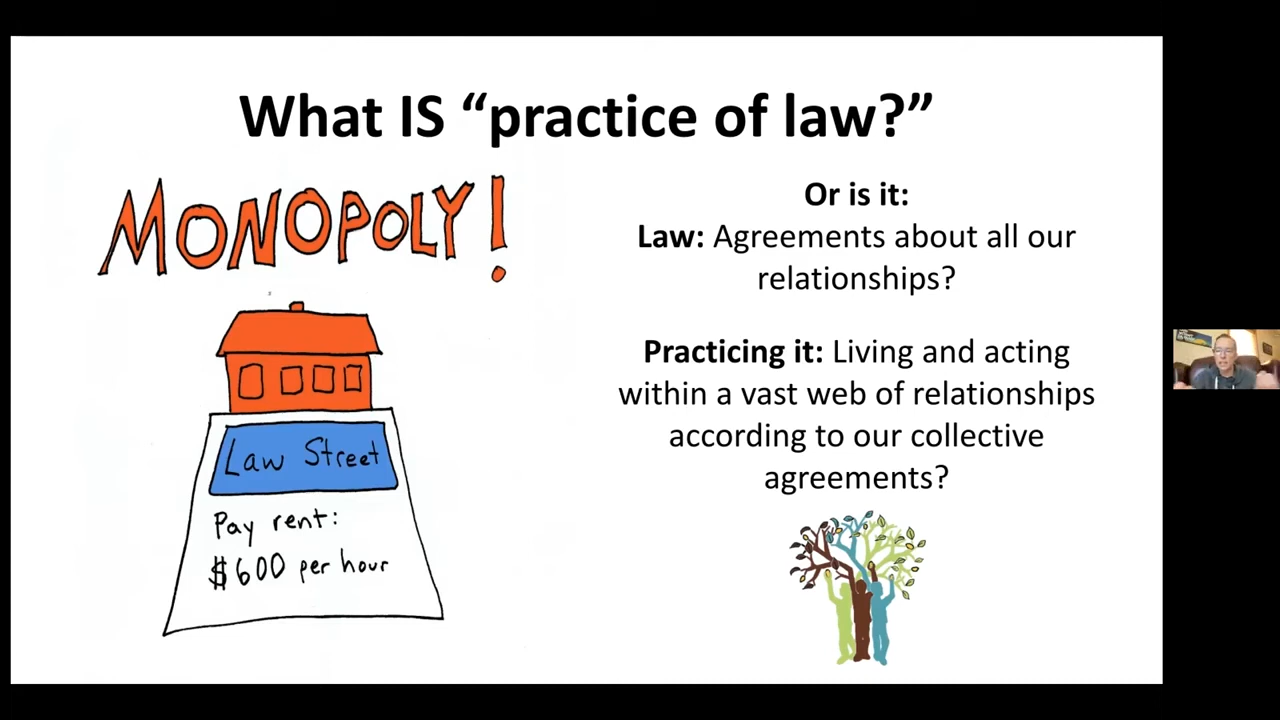 What IS “practice of law?”
MONOPOLY!
Law Street
Pay rent:
$600 per hour
Or is it:
Law: Agreements about all our
relationships?
Practicing it: Living and acting
within a vast web of relationships
according to our collective
agreements?